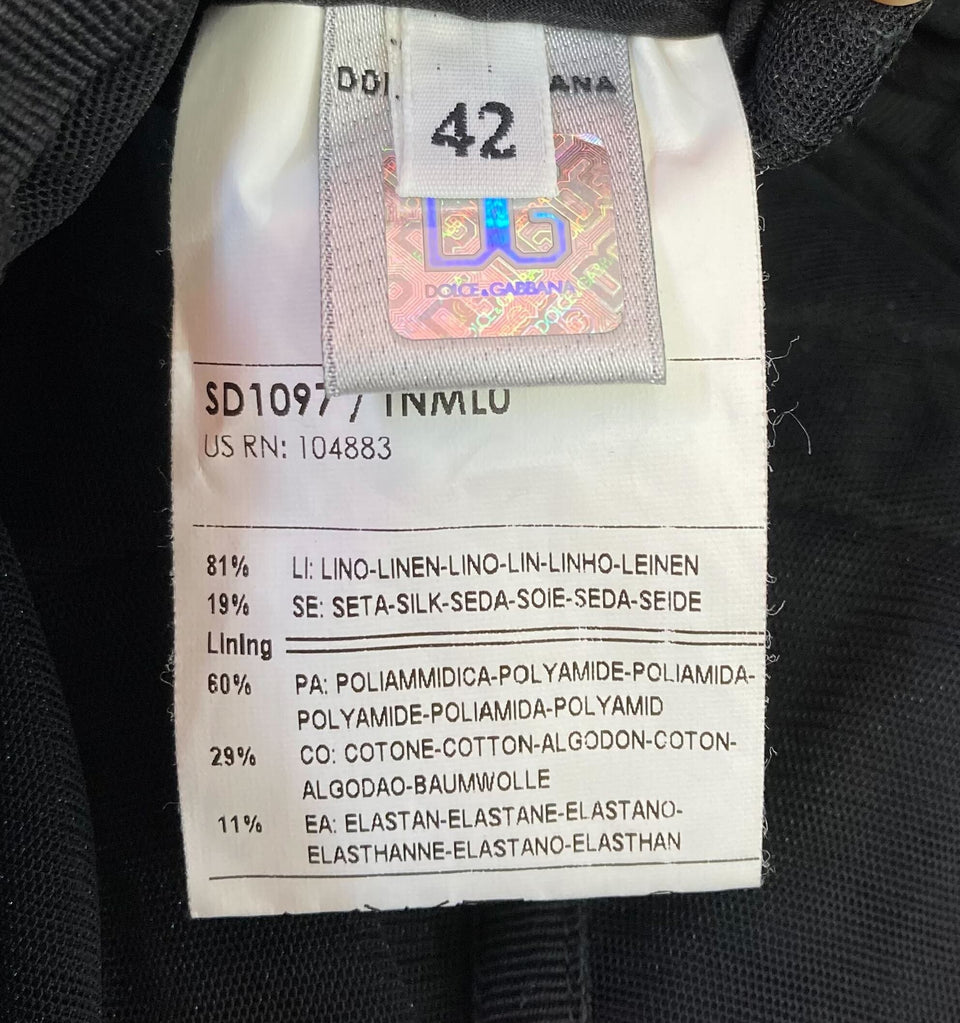 42
DG
DOLCE&GABBANA
SD1097 /
US RN: 104883
81% LI: LINO-LINEN-LINO-LIN-LINHO-LEINEN
19% SE: SETA-SILK-SEDA-SOIE-SEDA-SEIDE
Lining
60% PA: POLIAMMIDICA-POLYAMIDE-POLIAMIDA-
POLYAMIDE-POLIAMIDA-POLYAMID
29% CO: COTONE-COTTON-ALGODON-COTON-
ALGODAO-BAUMWOLLE
11% EA: ELASTAN-ELASTANE-ELASTANO-
ELASTHANNE-ELASTANO-ELASTHAN